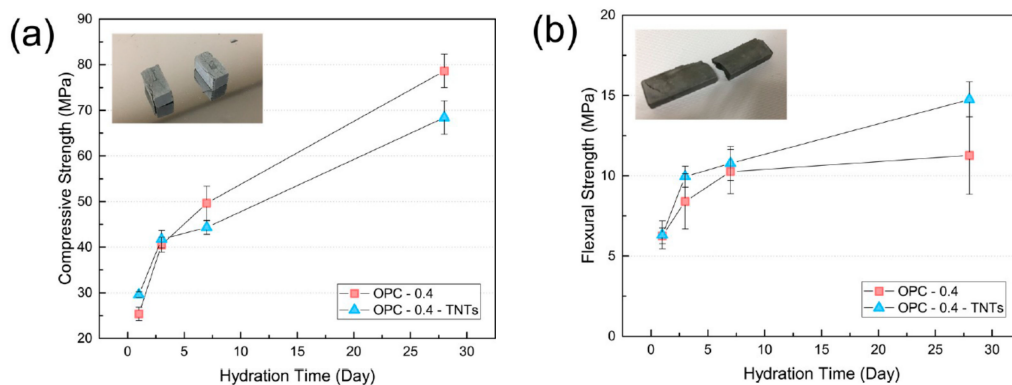 (a)
90
80
70
60
50
40
30
20
0
5
10
15
20
25
30
Compressive Strength (MPa)
Hydration Time (Day)
OPC - 0.4
OPC - 0.4 - TNTs
(b)
20
15
10
5
0
0
5
10
15
20
25
30
Flexural Strength (MPa)
Hydration Time (Day)
OPC - 0.4
OPC - 0.4 - TNTs